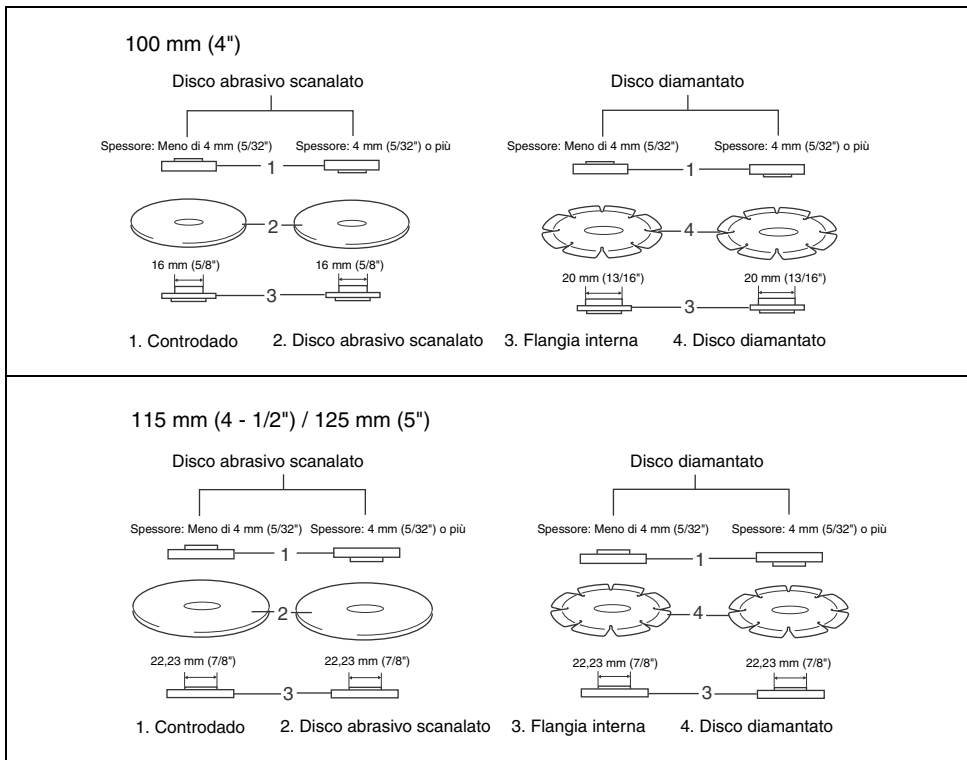 100 mm (4")
Disco abrasivo scanalato Disco diamantato
Spessore: Meno di 4 mm (5/32") Spessore: 4 mm (5/32") o più Spessore: Meno di 4 mm (5/32") Spessore: 4 mm (5/32") o più
1 1
2 4
16 mm (5/8") 16 mm (5/8") 20 mm (13/16") 20 mm (13/16")
3 3
1. Controdado 2. Disco abrasivo scanalato 3. Flangia interna 4. Disco diamantato
115 mm (4 - 1/2") / 125 mm (5")
Disco abrasivo scanalato Disco diamantato
Spessore: Meno di 4 mm (5/32") Spessore: 4 mm (5/32") o più Spessore: Meno di 4 mm (5/32") Spessore: 4 mm (5/32") o più
1 1
2 4
22,23 mm (7/8") 22,23 mm (7/8") 22,23 mm (7/8") 22,23 mm (7/8")
3 3
1. Controdado 2. Disco abrasivo scanalato 3. Flangia interna 4. Disco diamantato